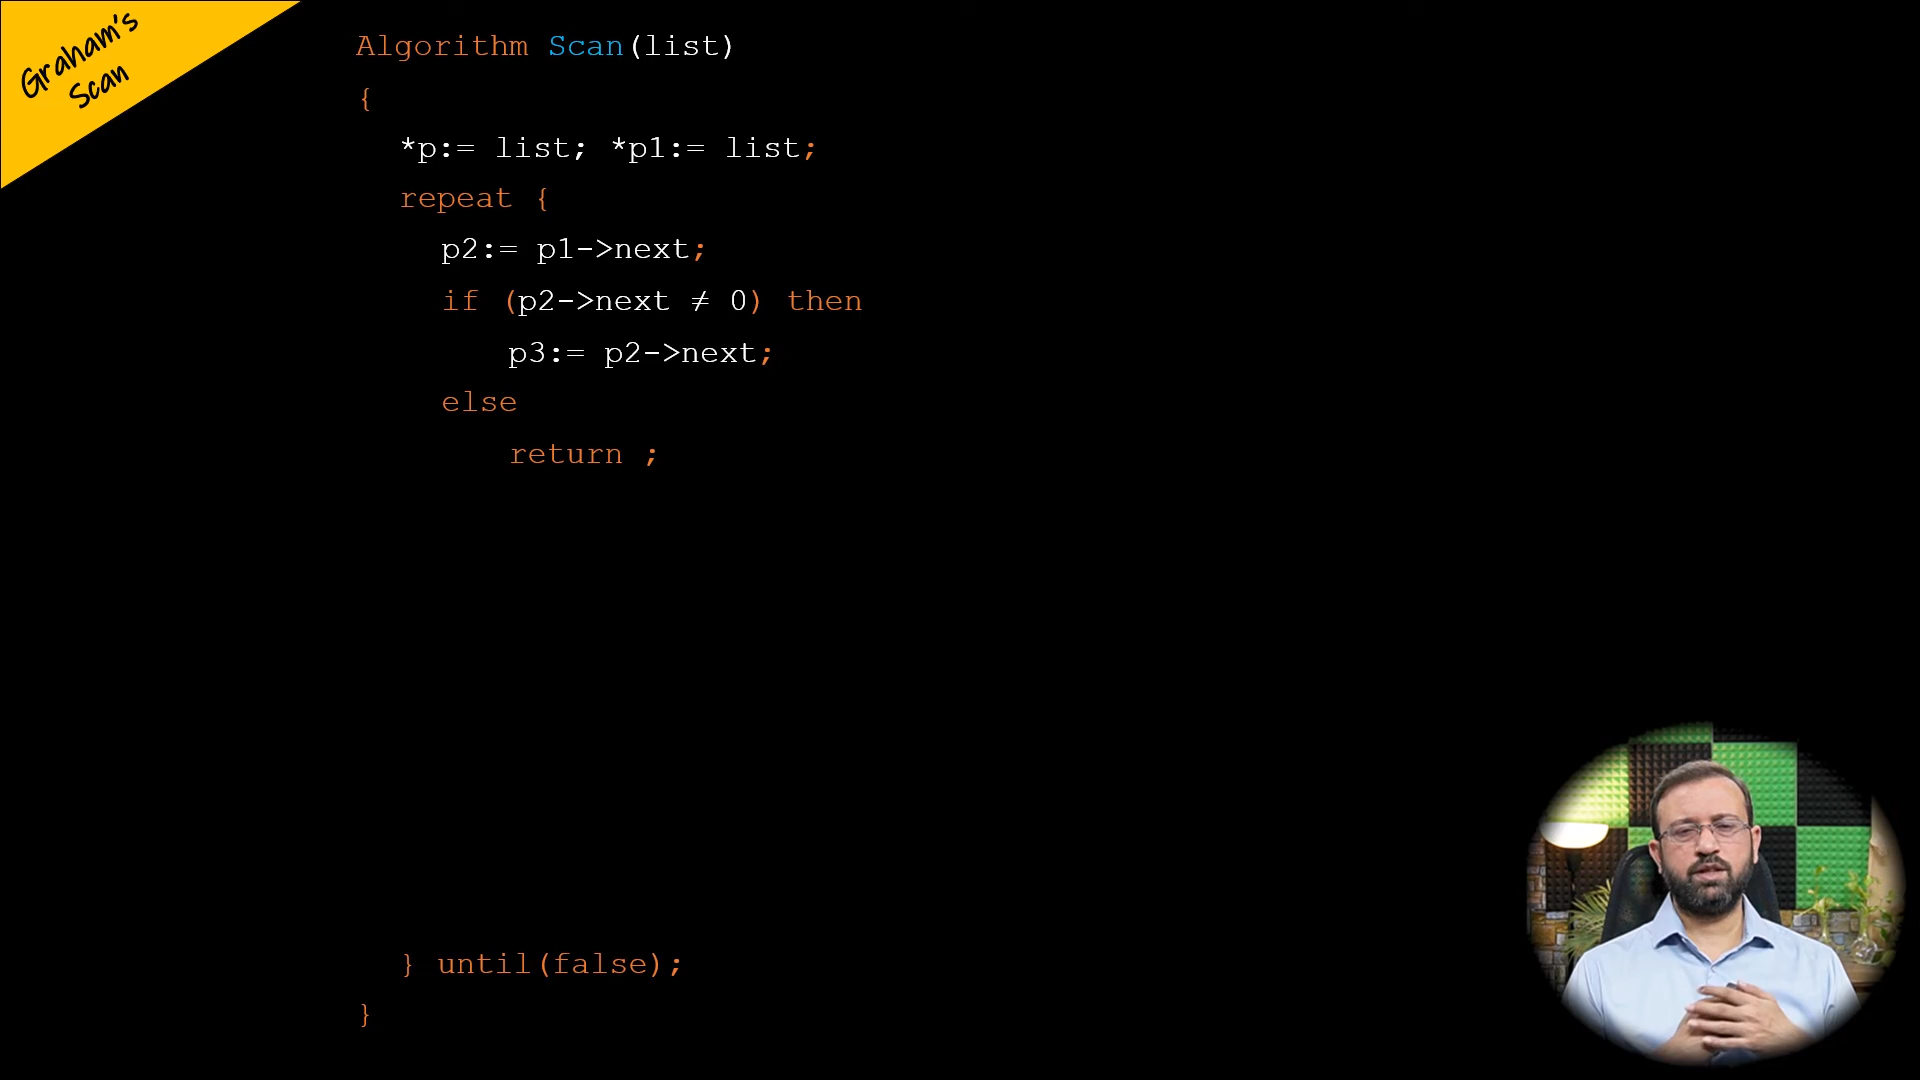 Graham's
Scan
Algorithm Scan(list)
{
*p:= list; *p1:= list;
repeat {
p2:= p1->next;
if (p2->next ≠ 0) then
p3:= p2->next;
else
return ;
} until(false);
}